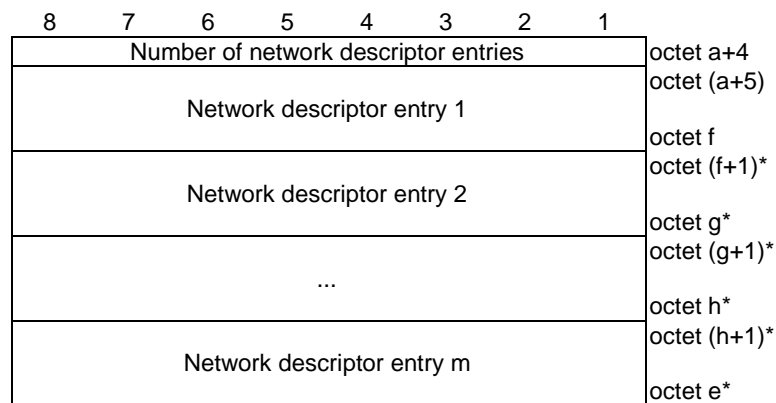 8 7 6 5 4 3 2 1
Number of network descriptor entries octet a+4
octet (a+5)
Network descriptor entry 1
octet f
octet (f+1)*
Network descriptor entry 2
octet g*
octet (g+1)*
...
octet h*
octet (h+1)*
Network descriptor entry m
octet e*